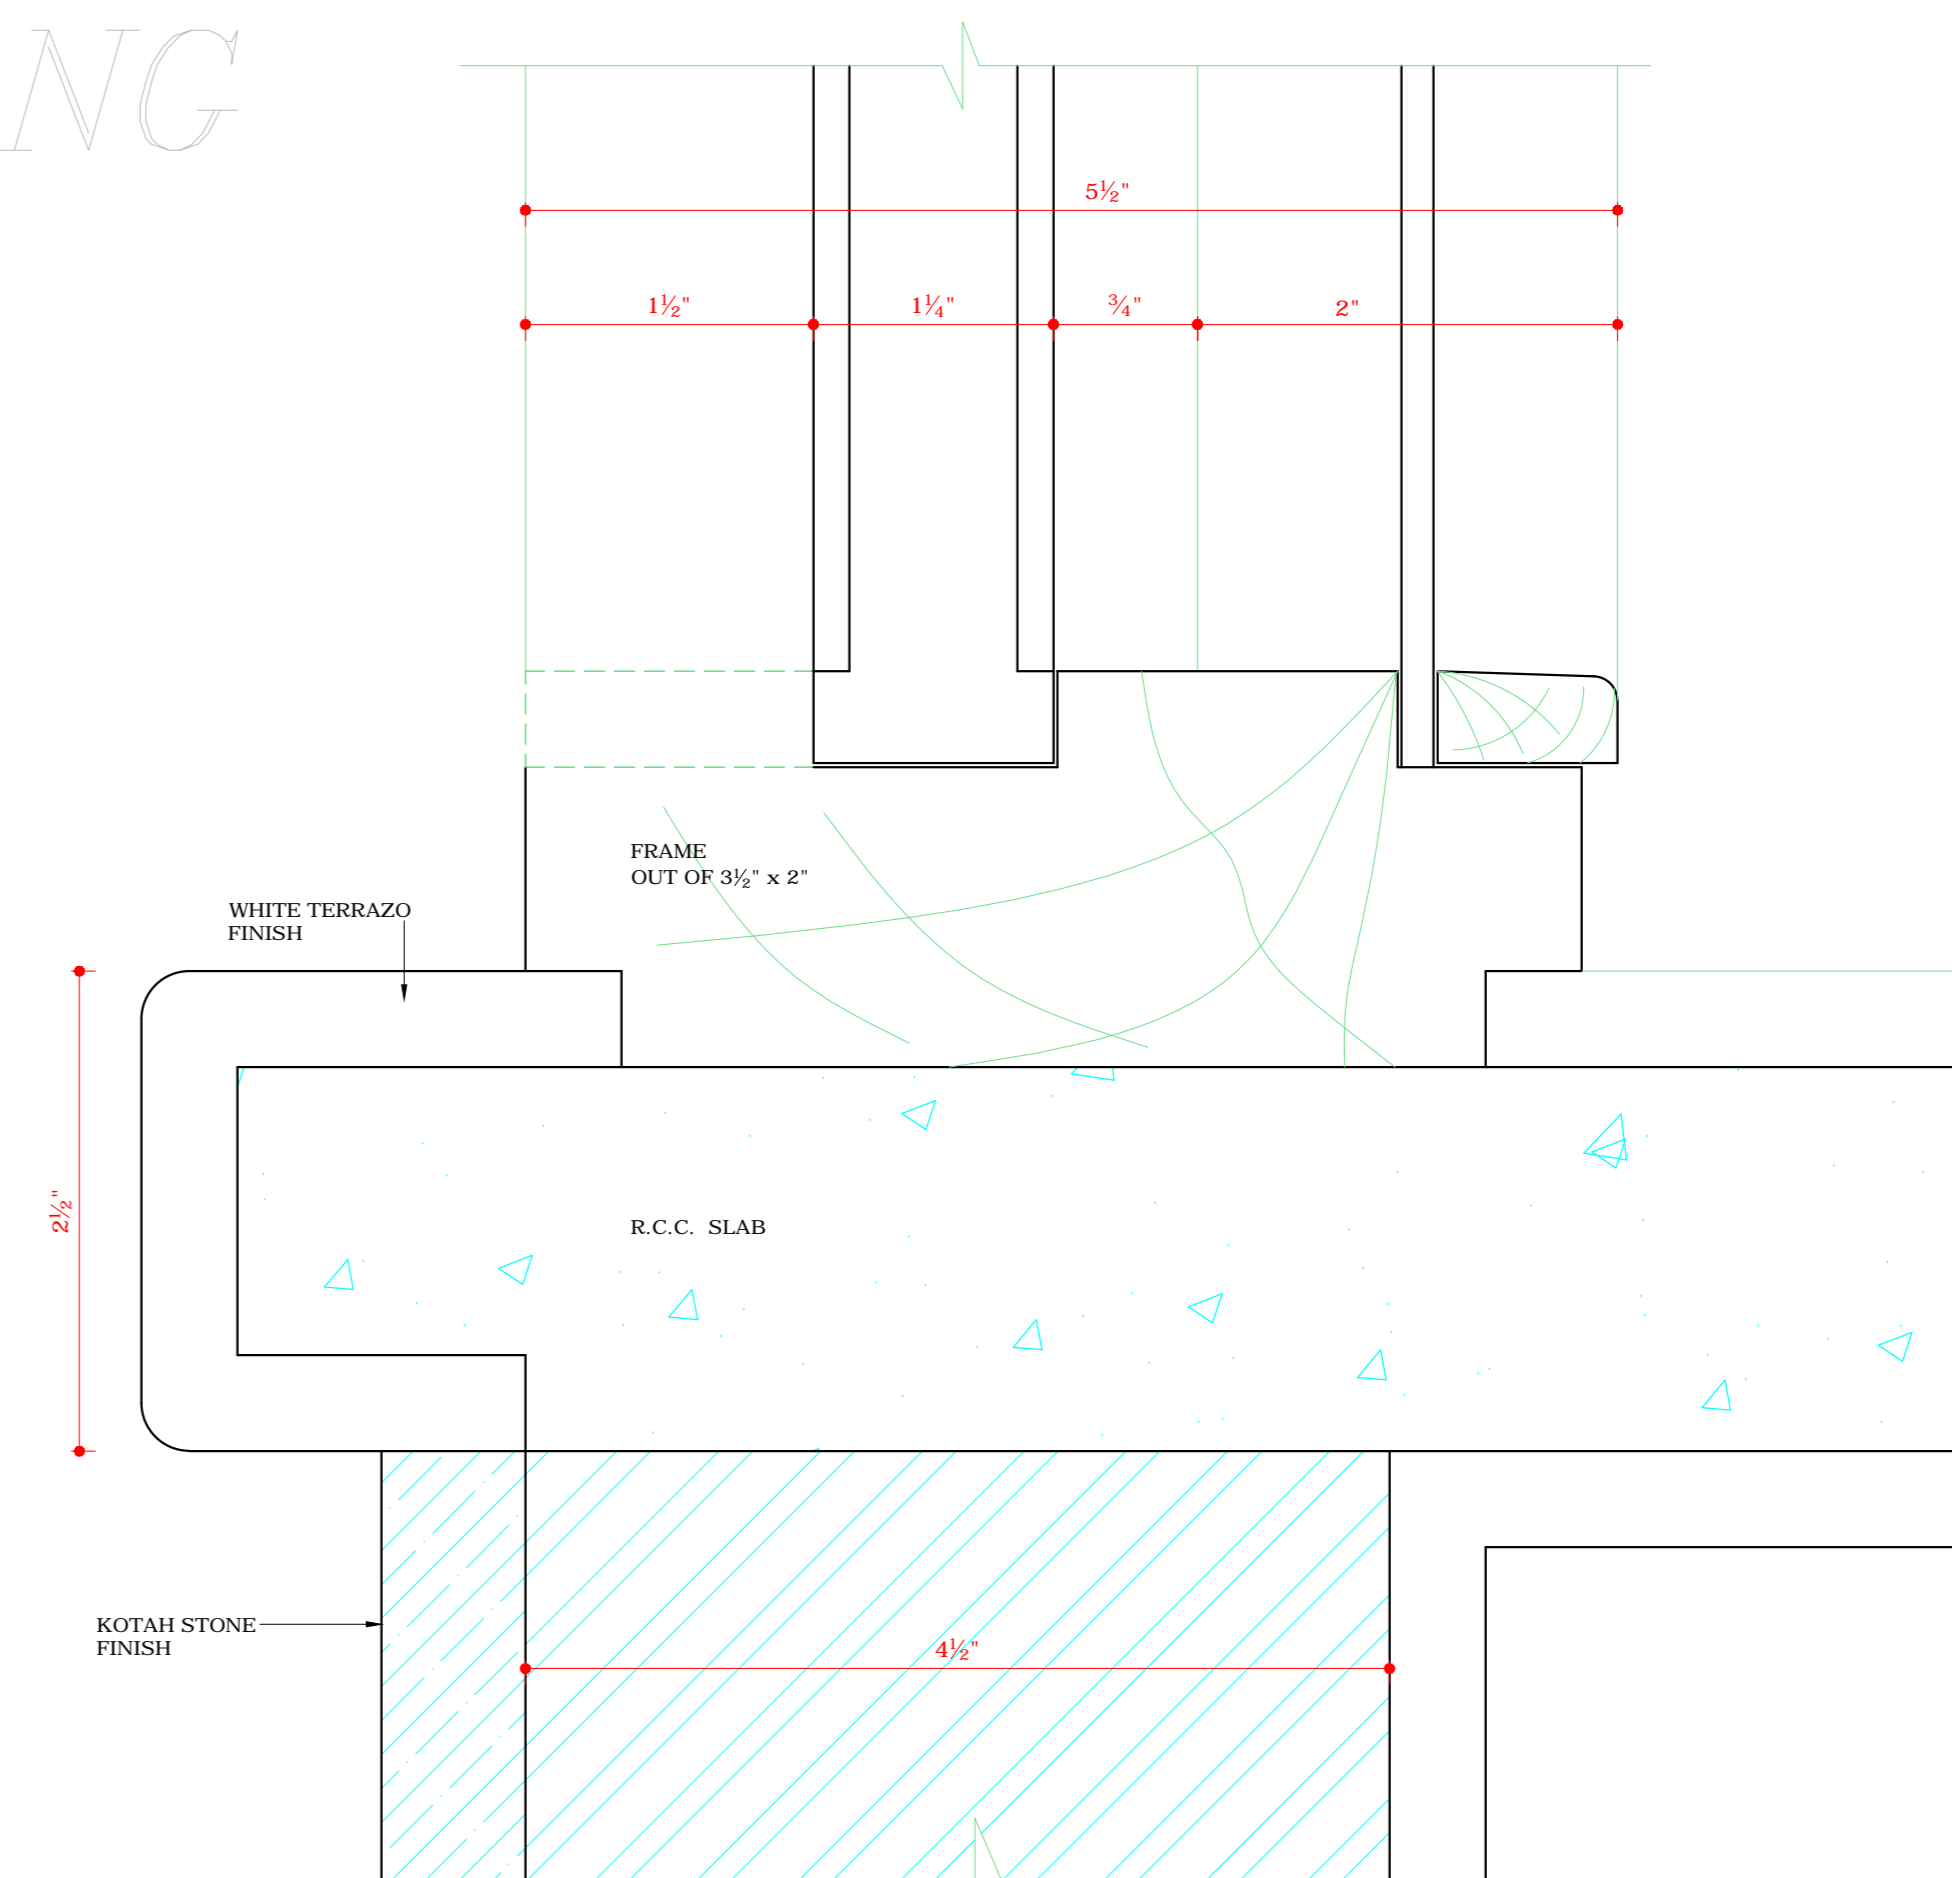 NG
5½"
1½"
1¼"
¾"
2"
FRAME
OUT OF 3½" x 2"
WHITE TERRAZO
FINISH
2½"
R.C.C. SLAB
KOTAH STONE
FINISH
4½"